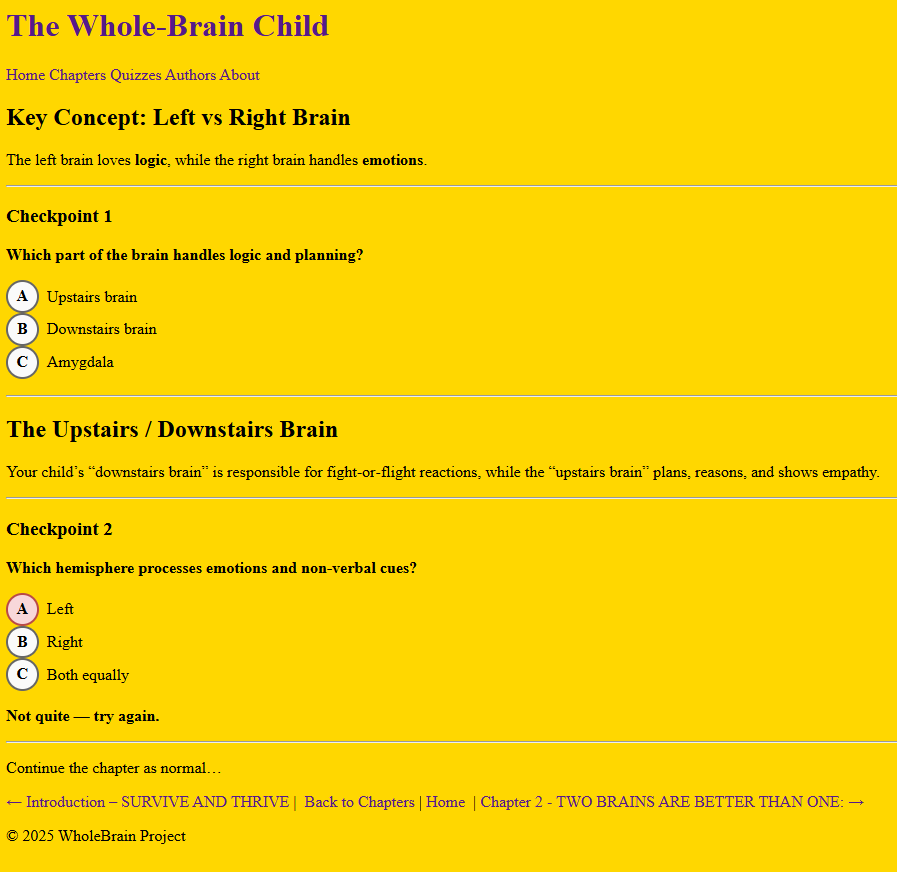 The Whole-Brain Child
Home Chapters Quizzes Authors About
Key Concept: Left vs Right Brain
The left brain loves logic, while the right brain handles emotions.
Checkpoint 1
Which part of the brain handles logic and planning?
A Upstairs brain
B Downstairs brain
C Amygdala
The Upstairs / Downstairs Brain
Your child’s “downstairs brain” is responsible for fight-or-flight reactions, while the “upstairs brain” plans, reasons, and shows empathy.
Checkpoint 2
Which hemisphere processes emotions and non-verbal cues?
A Left
B Right
C Both equally
Not quite — try again.
Continue the chapter as normal…
← Introduction – SURVIVE AND THRIVE | Back to Chapters | Home | Chapter 2 - TWO BRAINS ARE BETTER THAN ONE: →
© 2025 WholeBrain Project